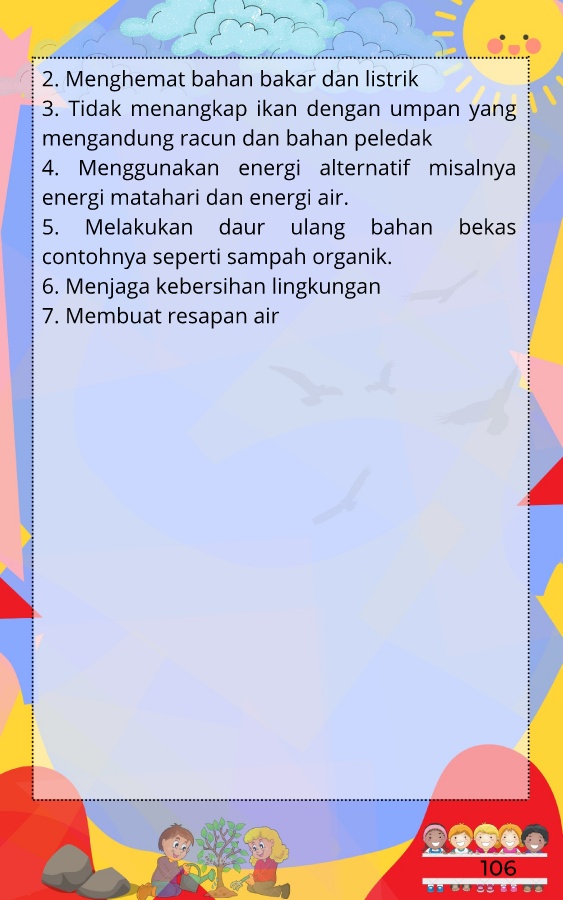 2. Menghemat bahan bakar dan listrik
3. Tidak menangkap ikan dengan umpan yang
mengandung racun dan bahan peledak
4. Menggunakan energi alternatif misalnya
energi matahari dan energi air.
5. Melakukan daur ulang bahan bekas
contohnya seperti sampah organik.
6. Menjaga kebersihan lingkungan
7. Membuat resapan air
106